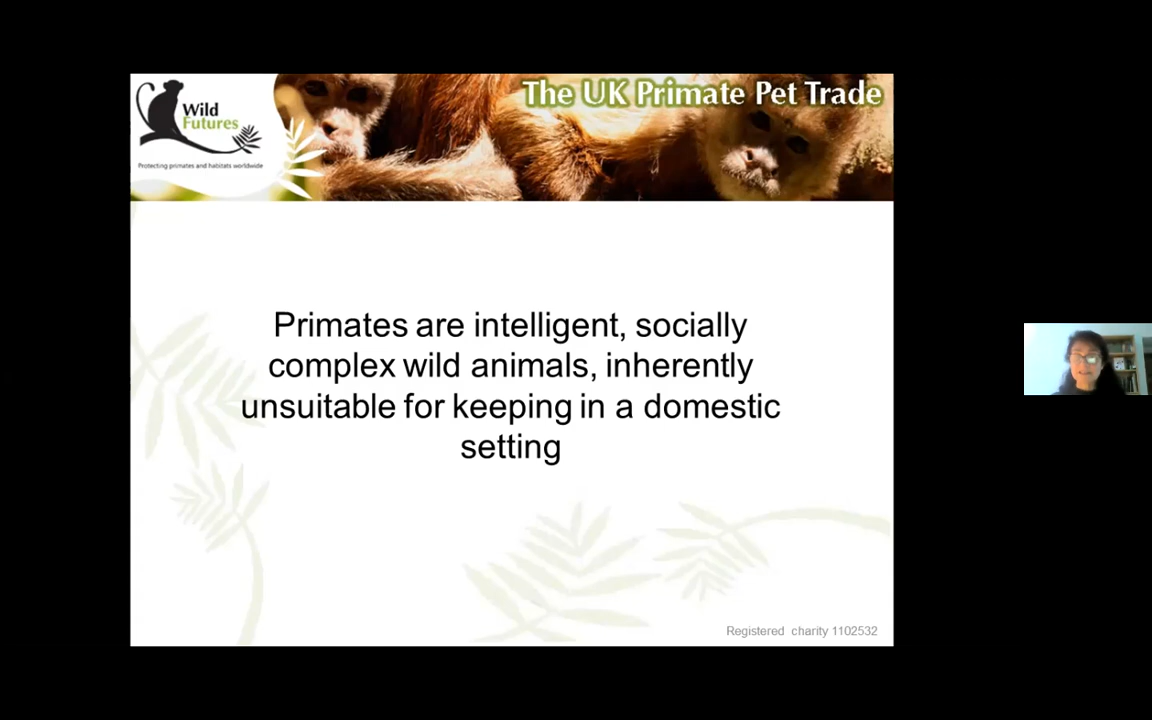 Wild
Futures
Protecting primates and habitats worldwide
The UK Primate Pet Trade
Primates are intelligent, socially
complex wild animals, inherently
unsuitable for keeping in a domestic
setting
Registered charity 1102532